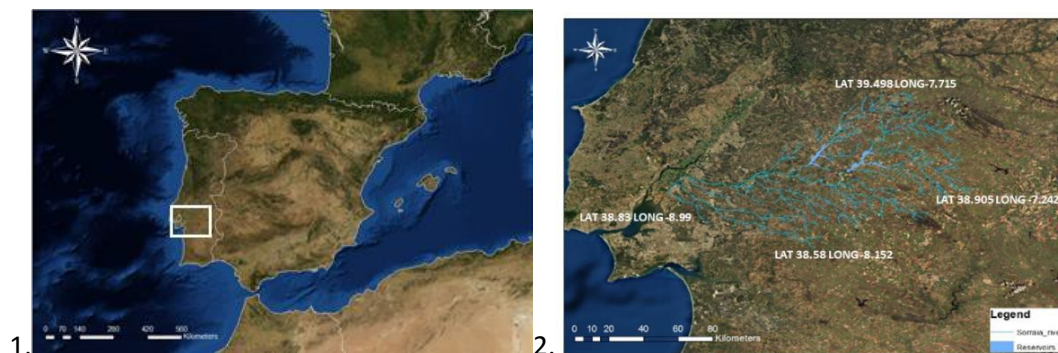 N
0 70 140 280 420 560
Kilometers
1.
N
LAT 39.498 LONG-7.715
LAT 38.905 LONG-7.242
LAT 38.83 LONG-8.99
LAT 38.58 LONG-8.152
0 10 20 40 60 80
Kilometers
Legend
Sorraia_rive
Reservoirs
2.